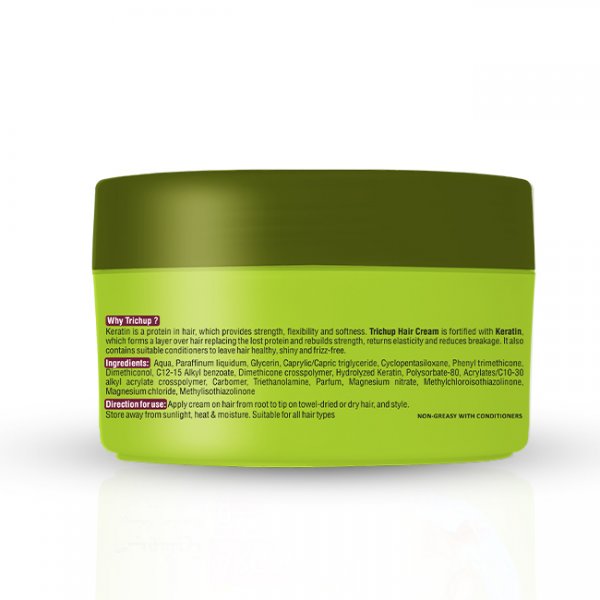 Why Trichup ?
Keratin is a protein in hair, which provides strength, flexibility and softness. Trichup Hair Cream is fortified with Keratin,
which forms a layer over hair replacing the lost protein and rebuilds strength, returns elasticity and reduces breakage. It also
contains suitable conditioners to leave hair healthy, shiny and frizz-free.
Ingredients: Aqua, Paraffinum liquidum, Glycerin, Caprylic/Capric triglyceride, Cyclopentasiloxane, Phenyl trimethicone,
Dimethiconol, C12-15 Alkyl benzoate, Dimethicone crosspolymer, Hydrolyzed Keratin, Polysorbate-80, Acrylates/C10-30
alkyl acrylate crosspolymer, Carbomer, Triethanolamine, Parfum, Magnesium nitrate, Methylchloroisothiazolinone,
Magnesium chloride, Methylisothiazolinone
Direction for use: Apply cream on hair from root to tip on towel-dried or dry hair, and style.
Store away from sunlight, heat & moisture. Suitable for all hair types
NON-GREASY WITH CONDITIONERS